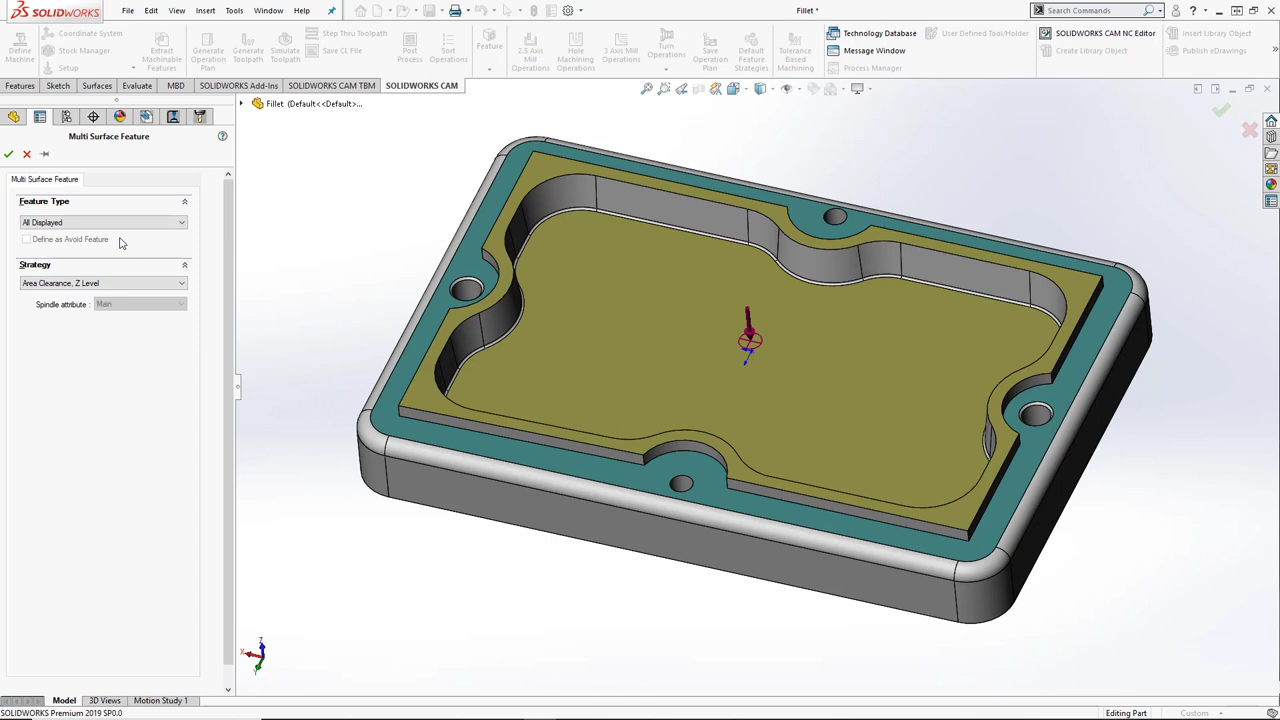 SOLIDWORKS File Edit View Insert Tools Window Help Fillet * Search Commands
Define Machine Coordinate System Stock Manager Setup Extract Machinable Features Generate Operation Plan Generate Toolpath Simulate Toolpath Step Thru Toolpath Save CL File Post Process Sort Operations Feature 2.5 Axis Mill Operations Hole Machining Operations 3 Axis Mill Operations Turn Operations Save Operation Plan Default Feature Strategies Tolerance Based Machining Technology Database Message Window Process Manager User Defined Tool/Holder SOLIDWORKS CAM NC Editor Create Library Object Insert Library Object Publish eDrawings
Features Sketch Surfaces Evaluate MBD SOLIDWORKS Add-Ins SOLIDWORKS CAM TBM SOLIDWORKS CAM
Fillet (Default<<Default>...
Multi Surface Feature
Multi Surface Feature
Feature Type
All Displayed
Define as Avoid Feature
Strategy
Area Clearance, Z Level
Spindle attribute : Main
Z
X
Y
Model 3D Views Motion Study 1
SOLIDWORKS Premium 2019 SP0.0 Editing Part Custom